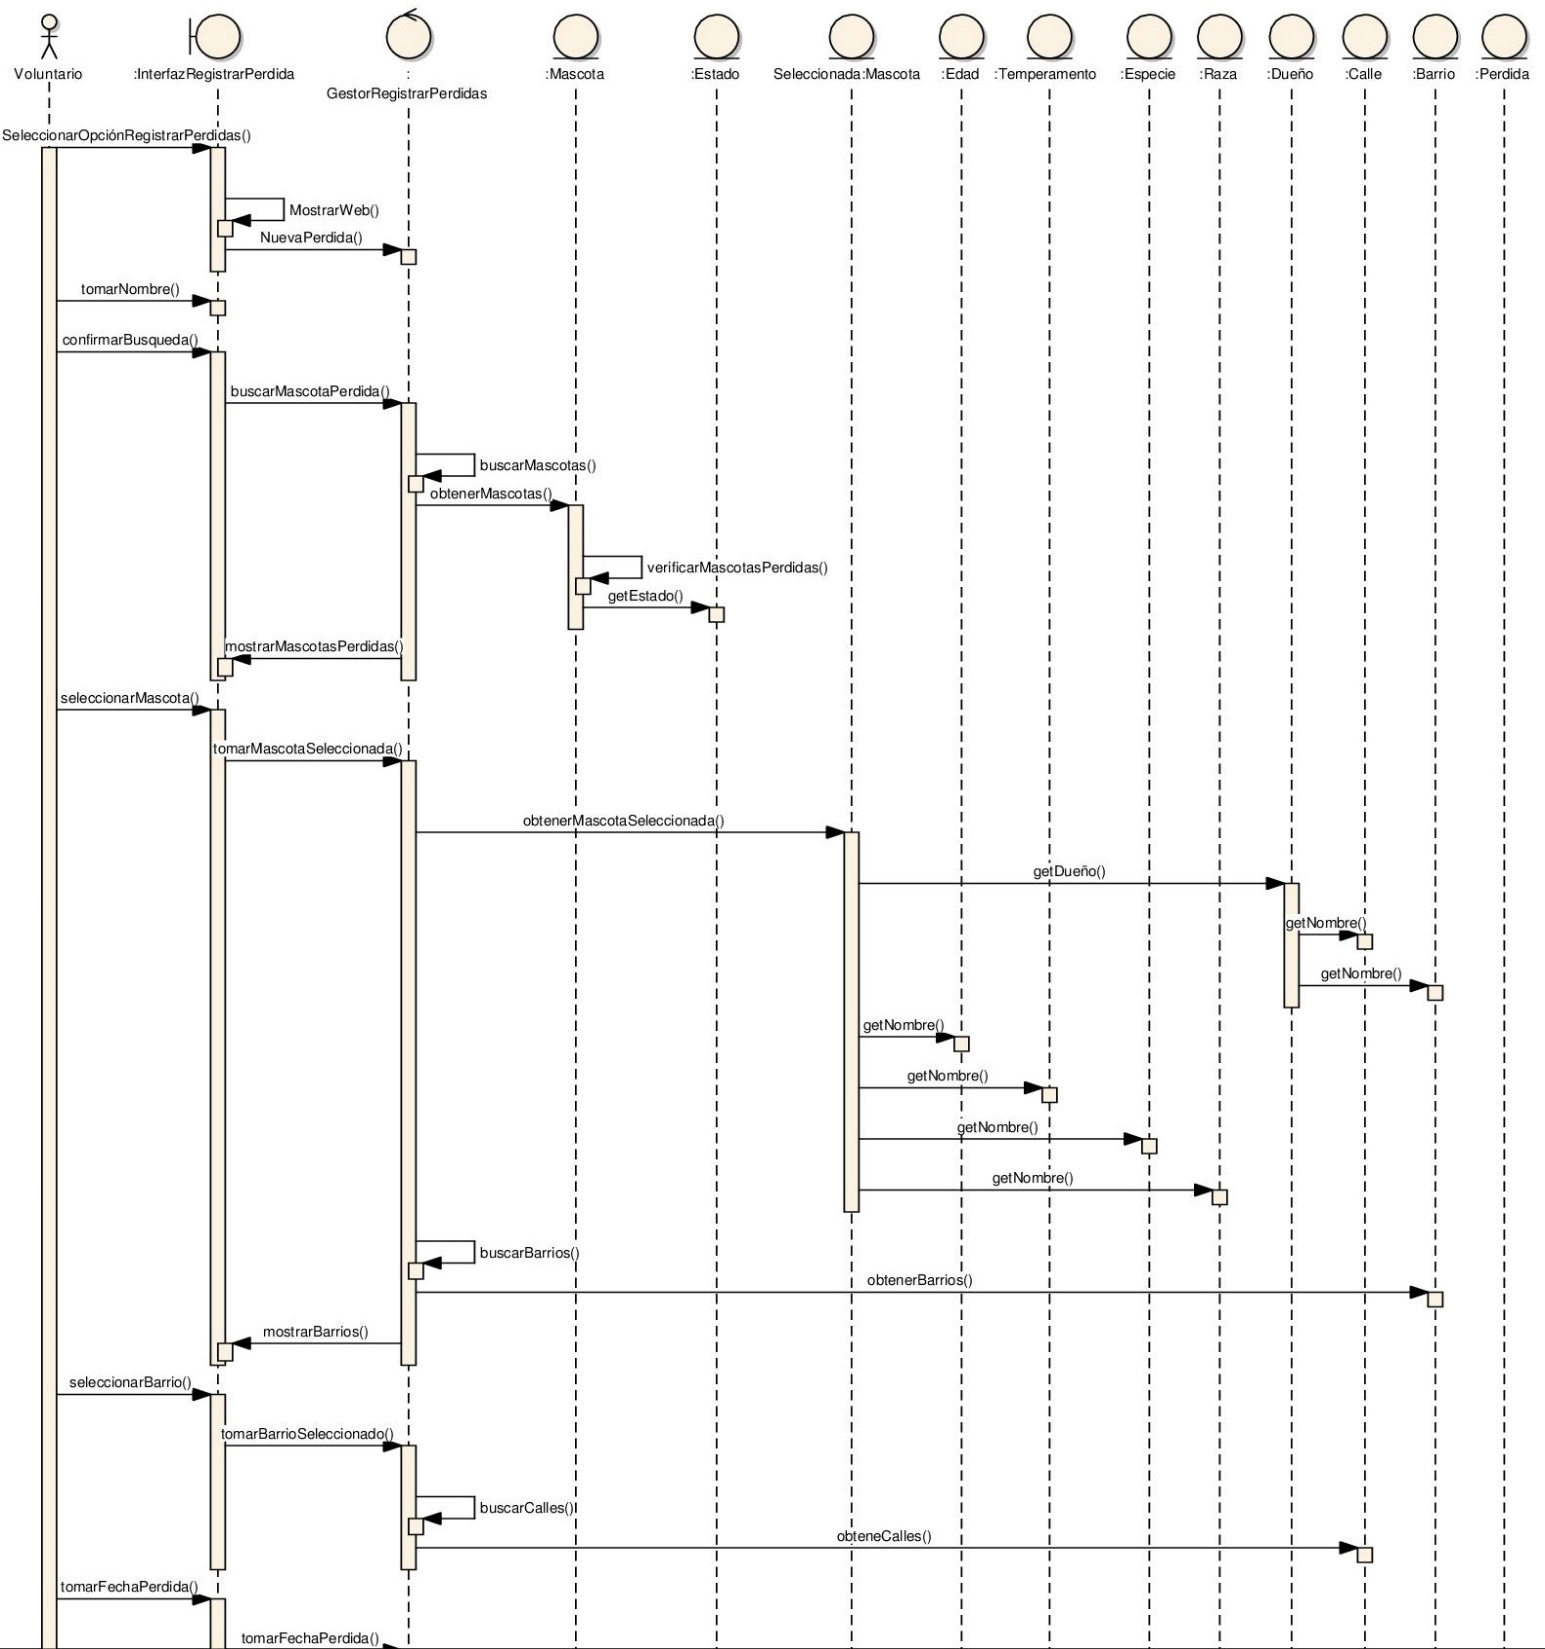 Voluntario
:InterfazRegistrarPerdida
:
GestorRegistrarPerdidas
:Mascota
:Estado
Seleccionada:Mascota
:Edad
:Temperamento
:Especie
:Raza
:Dueño
:Calle
:Barrio
:Perdida
SeleccionarOpciónRegistrarPerdidas()
MostrarWeb()
NuevaPerdida()
tomarNombre()
confirmarBusqueda()
buscarMascotaPerdida()
buscarMascotas()
obtenerMascotas()
verificarMascotasPerdidas()
getEstado()
mostrarMascotasPerdidas()
seleccionarMascota()
tomarMascotaSeleccionada()
obtenerMascotaSeleccionada()
getDueño()
getNombre()
getNombre()
getNombre()
getNombre()
getNombre()
getNombre()
buscarBarrios()
obtenerBarrios()
mostrarBarrios()
seleccionarBarrio()
tomarBarrioSeleccionado()
buscarCalles()
obteneCalles()
tomarFechaPerdida()
tomarFechaPerdida()